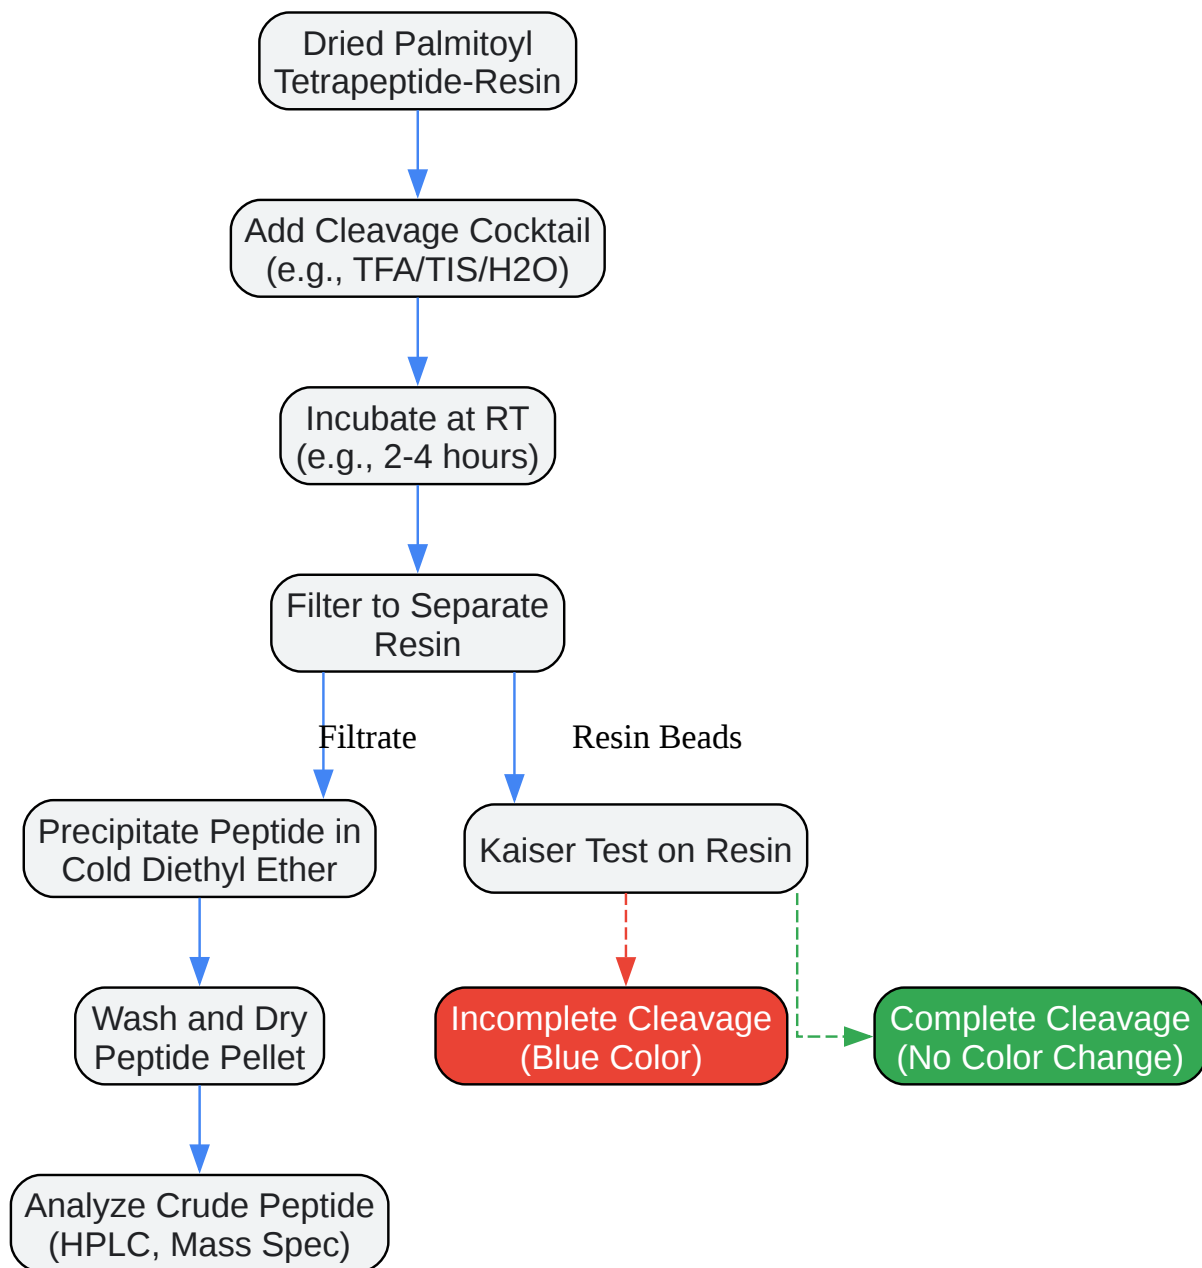 Dried Palmitoyl
Tetrapeptide-Resin
Add Cleavage Cocktail
(e.g., TFA/TIS/H2O)
Incubate at RT
(e.g., 2-4 hours)
Filter to Separate
Resin
Filtrate
Resin Beads
Precipitate Peptide in
Cold Diethyl Ether
Kaiser Test on Resin
Wash and Dry
Peptide Pellet
Incomplete Cleavage
(Blue Color)
Complete Cleavage
(No Color Change)
Analyze Crude Peptide
(HPLC, Mass Spec)